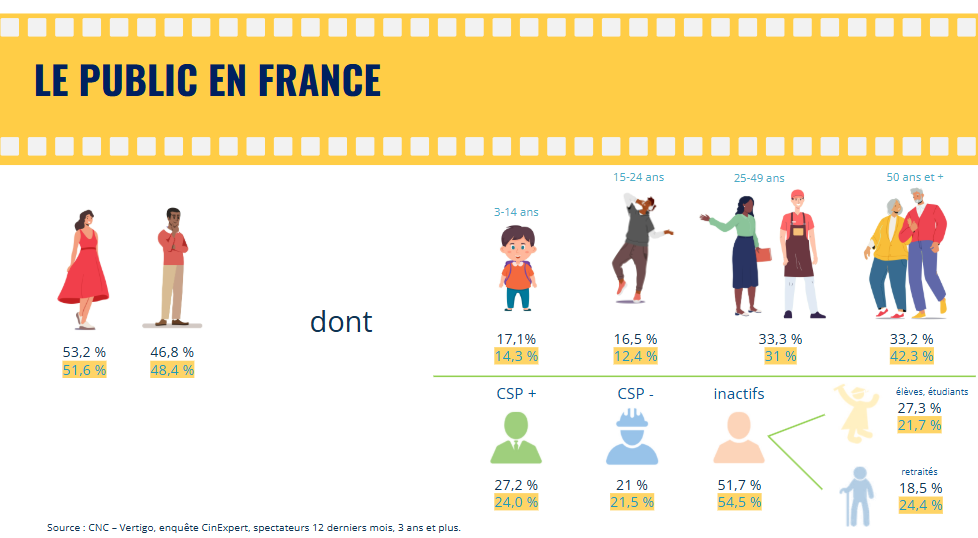 LE PUBLIC EN FRANCE
15-24 ans
25-49 ans
50 ans et +
3-14 ans
dont
17,1%
16,5 %
33,3 %
33,2 %
14,3 %
12,4 %
31 %
42,3 %
53,2 %
46,8 %
51,6 %
48,4 %
CSP +
CSP -
inactifs
élèves, étudiants
27,3 %
21,7 %
retraités
18,5 %
24,4 %
27,2 %
21 %
51,7 %
24,0 %
21,5 %
54,5 %
Source : CNC – Vertigo, enquête CinExpert, spectateurs 12 derniers mois, 3 ans et plus.